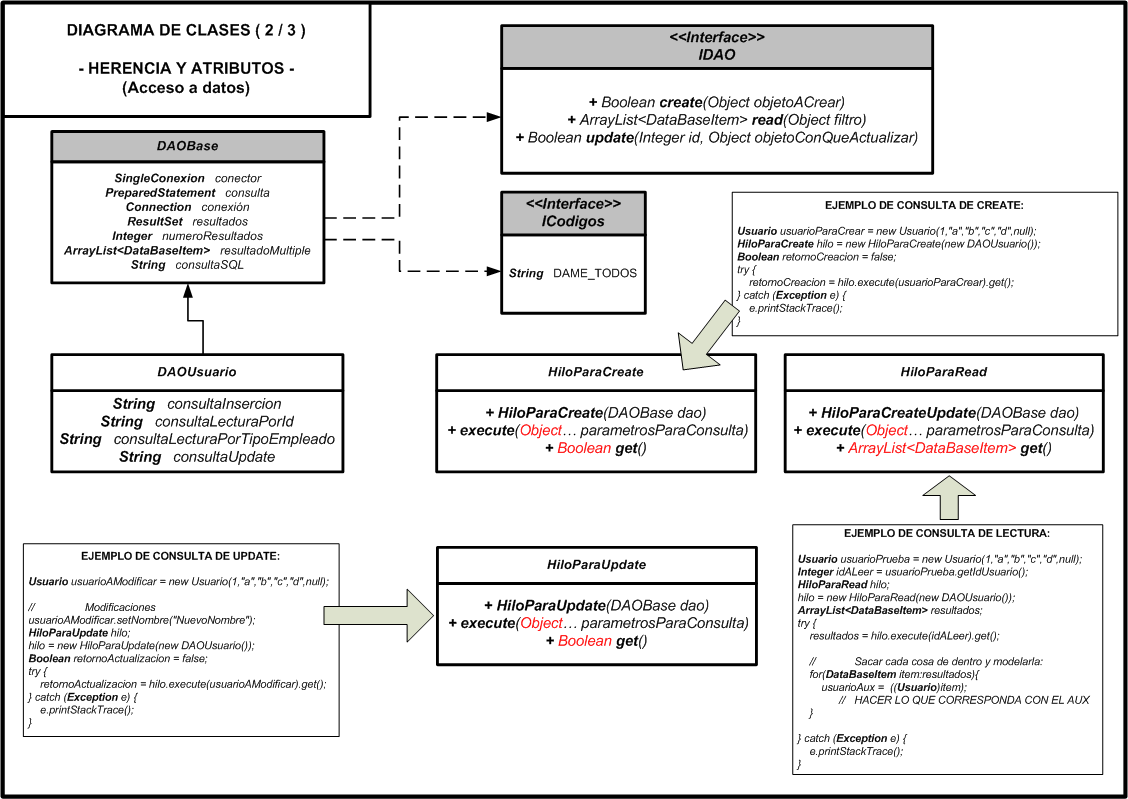 DIAGRAMA DE CLASES ( 2 / 3 )
- HERENCIA Y ATRIBUTOS -
(Acceso a datos)
<<Interface>>
IDAO
+ Boolean create(Object objetoACrear)
+ ArrayList<DataBaseItem> read(Object filtro)
+ Boolean update(Integer id, Object objetoConQueActualizar)
DAOBase
SingleConexion conector
PreparedStatement consulta
Connection conexión
ResultSet resultados
Integer numeroResultados
ArrayList<DataBaseItem> resultadoMultiple
String consultaSQL
<<Interface>>
ICodigos
String DAME_TODOS
EJEMPLO DE CONSULTA DE CREATE:
Usuario usuarioParaCrear = new Usuario(1,"a","b","c","d",null);
HiloParaCreate hilo = new HiloParaCreate(new DAOUsuario());
Boolean retornoCreacion = false;
try {
retornoCreacion = hilo.execute(usuarioParaCrear).get();
} catch (Exception e) {
e.printStackTrace();
}
DAOUsuario
String consultaInsercion
String consultaLecturaPorId
String consultaLecturaPorTipoEmpleado
String consultaUpdate
HiloParaCreate
+ HiloParaCreate(DAOBase dao)
+ execute(Object... parametrosParaConsulta)
+ Boolean get()
HiloParaRead
+ HiloParaCreateUpdate(DAOBase dao)
+ execute(Object... parametrosParaConsulta)
+ ArrayList<DataBaseItem> get()
EJEMPLO DE CONSULTA DE UPDATE:
Usuario usuarioAModificar = new Usuario(1,"a","b","c","d",null);
// Modificaciones
usuarioAModificar.setNombre("NuevoNombre");
HiloParaUpdate hilo;
hilo = new HiloParaUpdate(new DAOUsuario());
Boolean retornoActualizacion = false;
try {
retornoActualizacion = hilo.execute(usuarioAModificar).get();
} catch (Exception e) {
e.printStackTrace();
}
HiloParaUpdate
+ HiloParaUpdate(DAOBase dao)
+ execute(Object... parametrosParaConsulta)
+ Boolean get()
EJEMPLO DE CONSULTA DE LECTURA:
Usuario usuarioPrueba = new Usuario(1,"a","b","c","d",null);
Integer idALeer = usuarioPrueba.getIdUsuario();
HiloParaRead hilo;
hilo = new HiloParaRead(new DAOUsuario());
ArrayList<DataBaseItem> resultados;
try {
resultados = hilo.execute(idALeer).get();
// Sacar cada cosa de dentro y modelarla:
for(DataBaseItem item:resultados){
usuarioAux = ((Usuario)item);
// HACER LO QUE CORRESPONDA CON EL AUX
}
} catch (Exception e) {
e.printStackTrace();
}